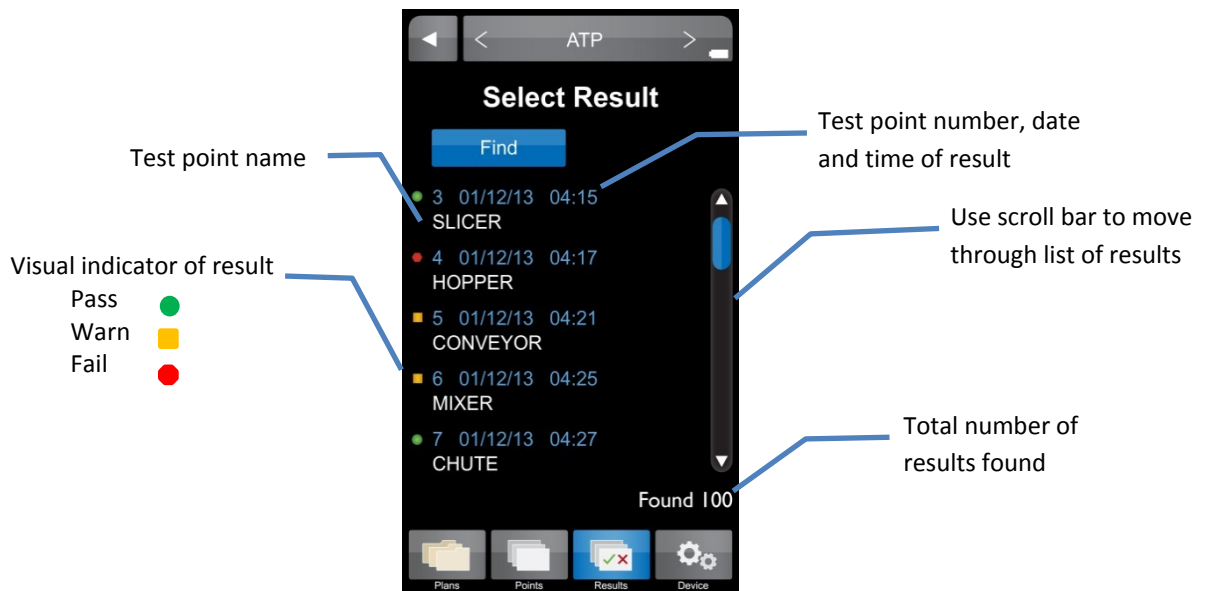 < ATP >
Select Result
Find
Test point name
Test point number, date
and time of result
3 01/12/13 04:15
SLICER
Use scroll bar to move
through list of results
Visual indicator of result
Pass
Warn
Fail
4 01/12/13 04:17
HOPPER
5 01/12/13 04:21
CONVEYOR
6 01/12/13 04:25
MIXER
7 01/12/13 04:27
CHUTE
Total number of
results found
Found 100
Plans Points Results Device